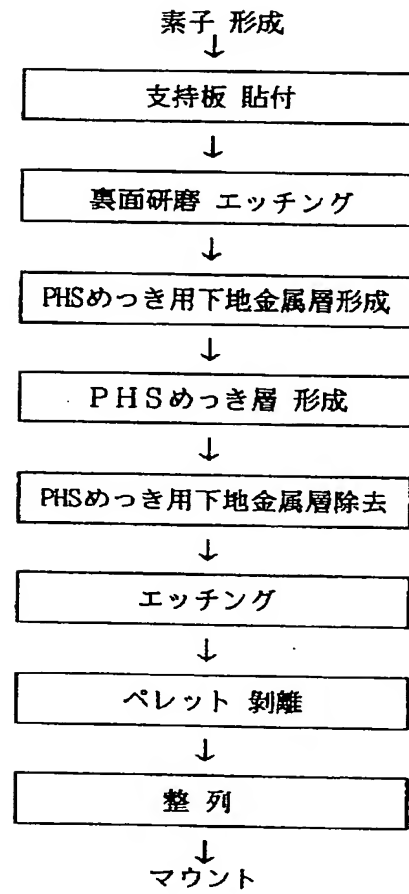 素子 形成
↓
支持板 貼付
↓
裏面研磨 エッチング
↓
PHSめっき用下地金属層形成
↓
PHSめっき層 形成
↓
PHSめっき用下地金属層除去
↓
エッチング
↓
ペレット 剝離
↓
整 列
↓
マウント